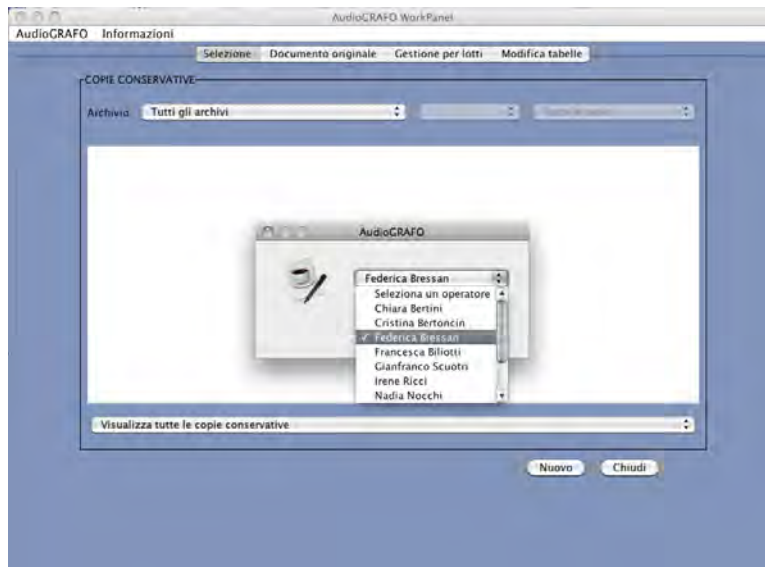 AudioGRAFO WorkPanel
AudioGRAFO Informazioni
Selezione Documento originale Gestione per lotti Modifica tabelle
COPIE CONSERVATIVE
Archivio Tutti gli archivi
AudioGRAFO
Federica Bressan
Seleziona un operatore
Chiara Bertini
Cristina Bertoncin
✓ Federica Bressan
Francesca Biliotti
Gianfranco Scuotri
Irene Ricci
Nadia Nocchi
Visualizza tutte le copie conservative
Nuovo Chiudi